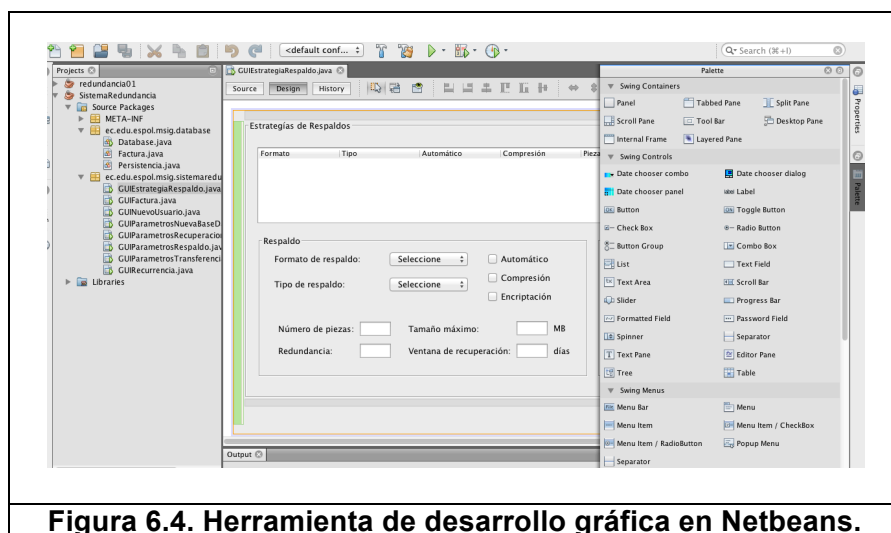 <default conf...
Search (⌘+I)
Projects
redundancia01
SistemaRedundancia
Source Packages
META-INF
ec.edu.espol.msig.database
Database.java
Factura.java
Persistencia.java
ec.edu.espol.msig.sistemaredu
GUIEstrategiaRespaldo.java
GUIFactura.java
GUINuevoUsuario.java
GUIParametrosNuevaBaseD
GUIParametrosRecuperacio
GUIParametrosRespaldo.jav
GUIParametrosTransferenci
GUIRecurrencia.java
Libraries
GUIEstrategiaRespaldo.java
Source Design History
Estrategías de Respaldos
Formato Tipo Automático Compresión Pieza
Respaldo
Formato de respaldo: Seleccione Automático
Tipo de respaldo: Seleccione Compresión
Encriptación
Número de piezas: Tamaño máximo: MB
Redundancia: Ventana de recuperación: días
Output
Palette
Swing Containers
Panel Tabbed Pane Split Pane
Scroll Pane Tool Bar Desktop Pane
Internal Frame Layered Pane
Swing Controls
Date chooser combo Date chooser dialog
Date chooser panel Label
Button Toggle Button
Check Box Radio Button
Button Group Combo Box
List Text Field
Text Area Scroll Bar
Slider Progress Bar
Formatted Field Password Field
Spinner Separator
Text Pane Editor Pane
Tree Table
Swing Menus
Menu Bar Menu
Menu Item Menu Item / CheckBox
Menu Item / RadioButton Popup Menu
Separator
Properties
Palette
Figura 6.4. Herramienta de desarrollo gráfica en Netbeans.